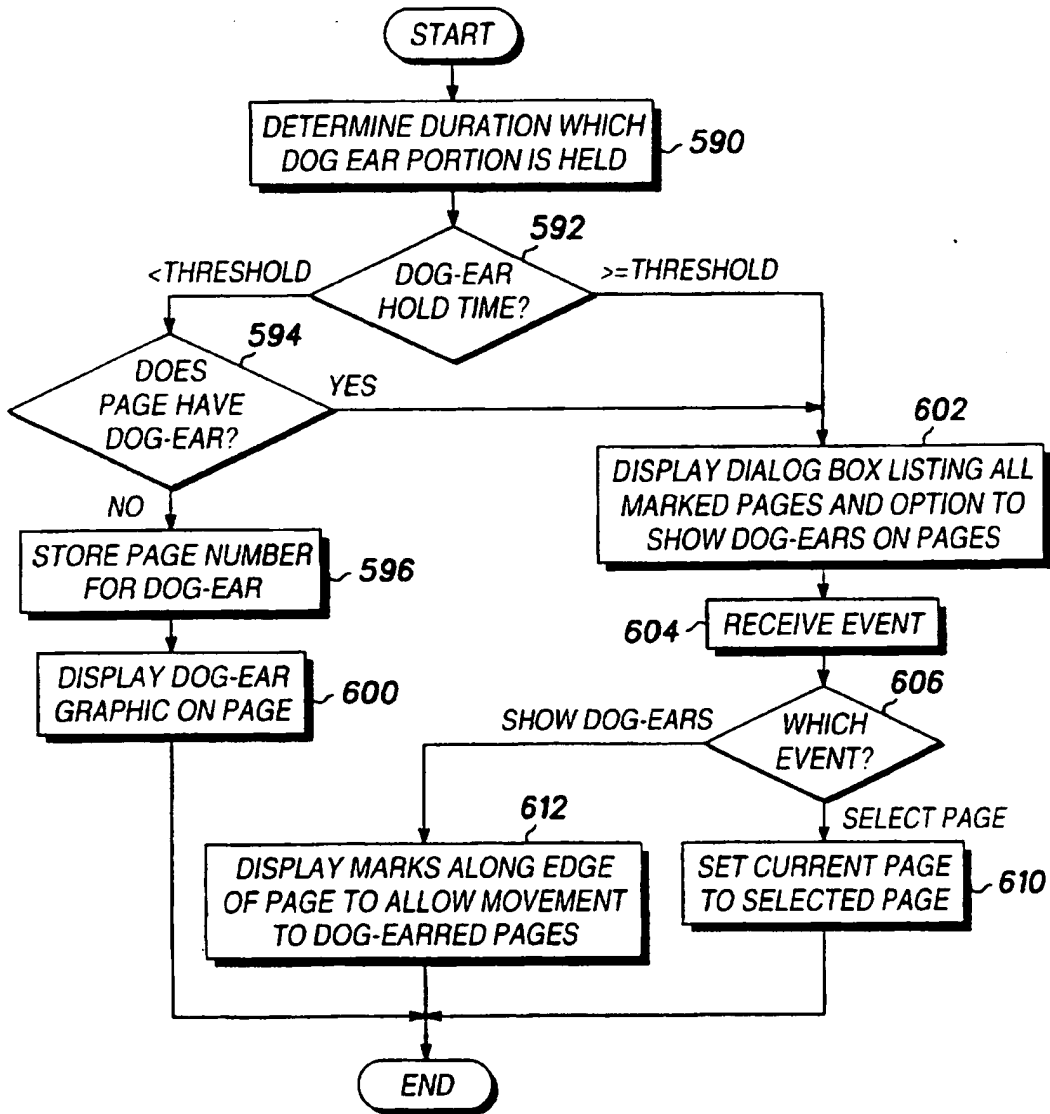 START
DETERMINE DURATION WHICH
DOG EAR PORTION IS HELD
590
592
<THRESHOLD
DOG-EAR
HOLD TIME?
>=THRESHOLD
594
DOES
PAGE HAVE
DOG-EAR?
YES
NO
602
DISPLAY DIALOG BOX LISTING ALL
MARKED PAGES AND OPTION TO
SHOW DOG-EARS ON PAGES
STORE PAGE NUMBER
FOR DOG-EAR
596
604
RECEIVE EVENT
DISPLAY DOG-EAR
GRAPHIC ON PAGE
600
606
SHOW DOG-EARS
WHICH
EVENT?
SELECT PAGE
612
DISPLAY MARKS ALONG EDGE
OF PAGE TO ALLOW MOVEMENT
TO DOG-EARRED PAGES
SET CURRENT PAGE
TO SELECTED PAGE
610
END